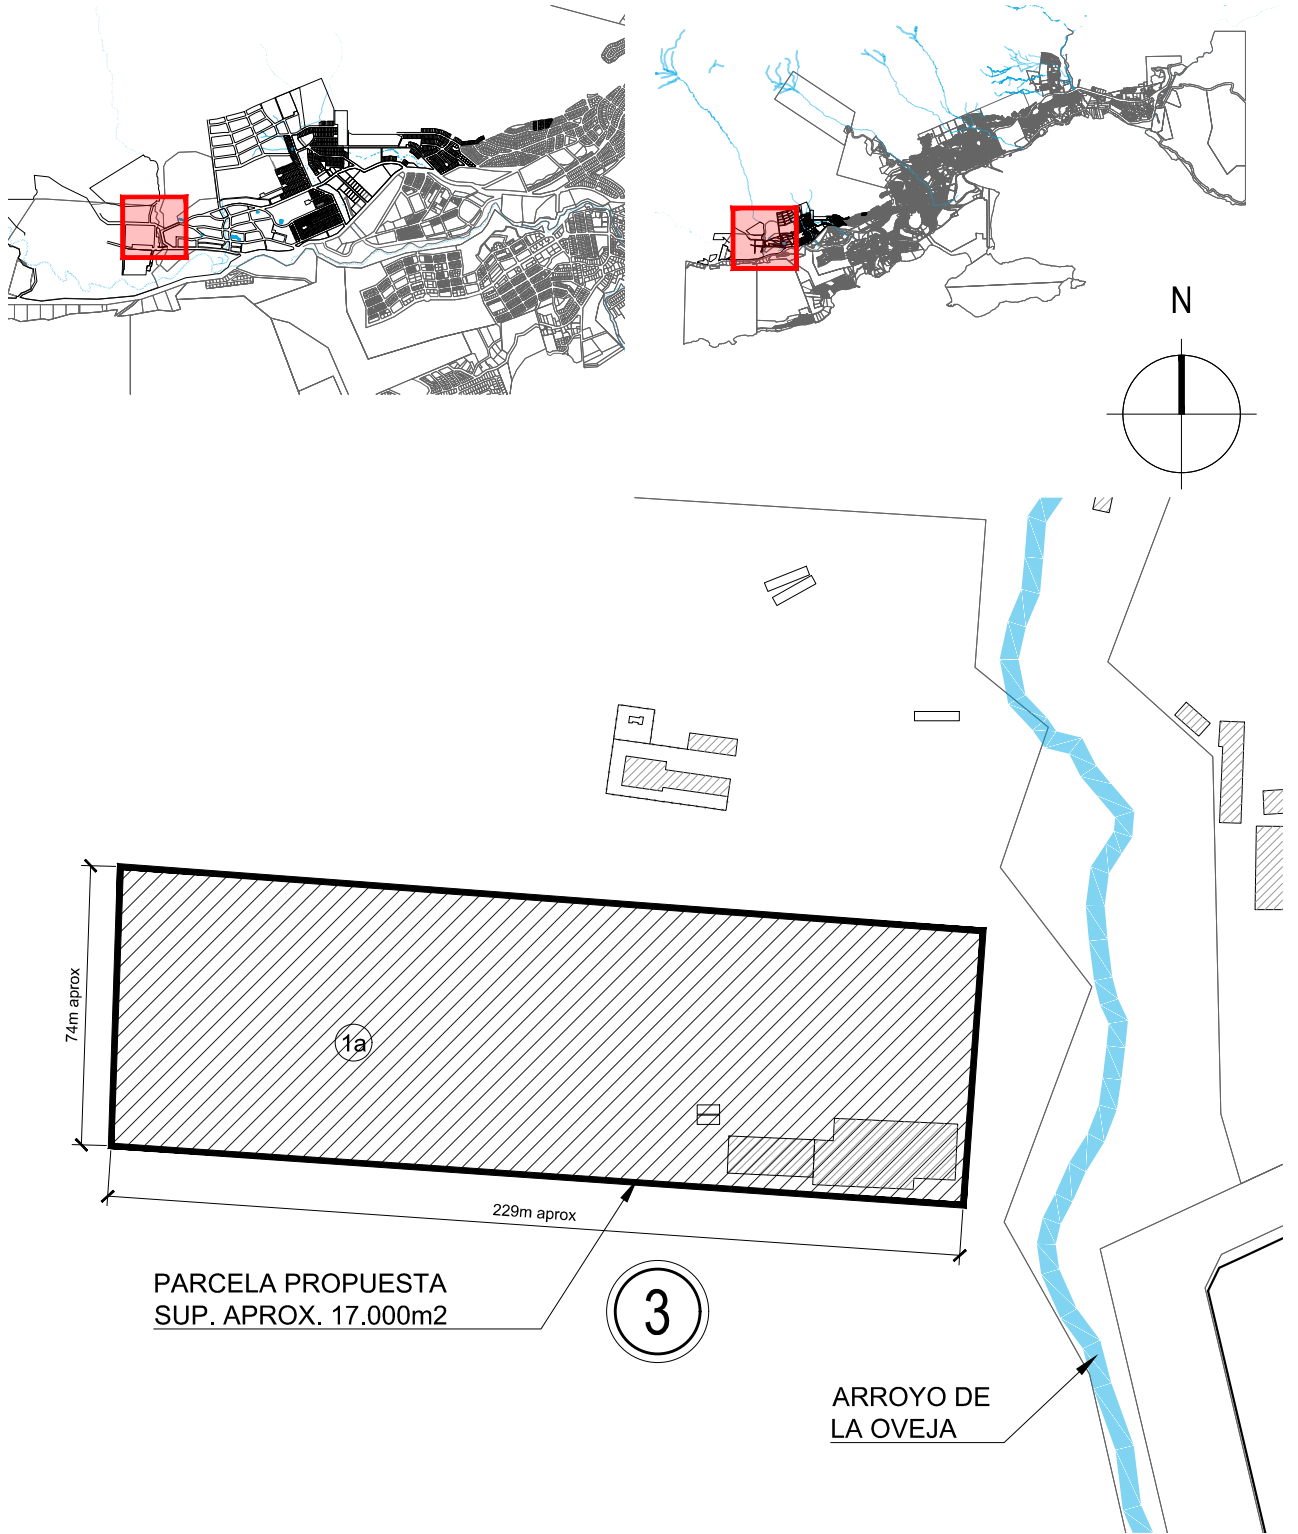 N
74m aprox
1a
229m aprox
PARCELA PROPUESTA
SUP. APROX. 17.000m2
3
ARROYO DE
LA OVEJA